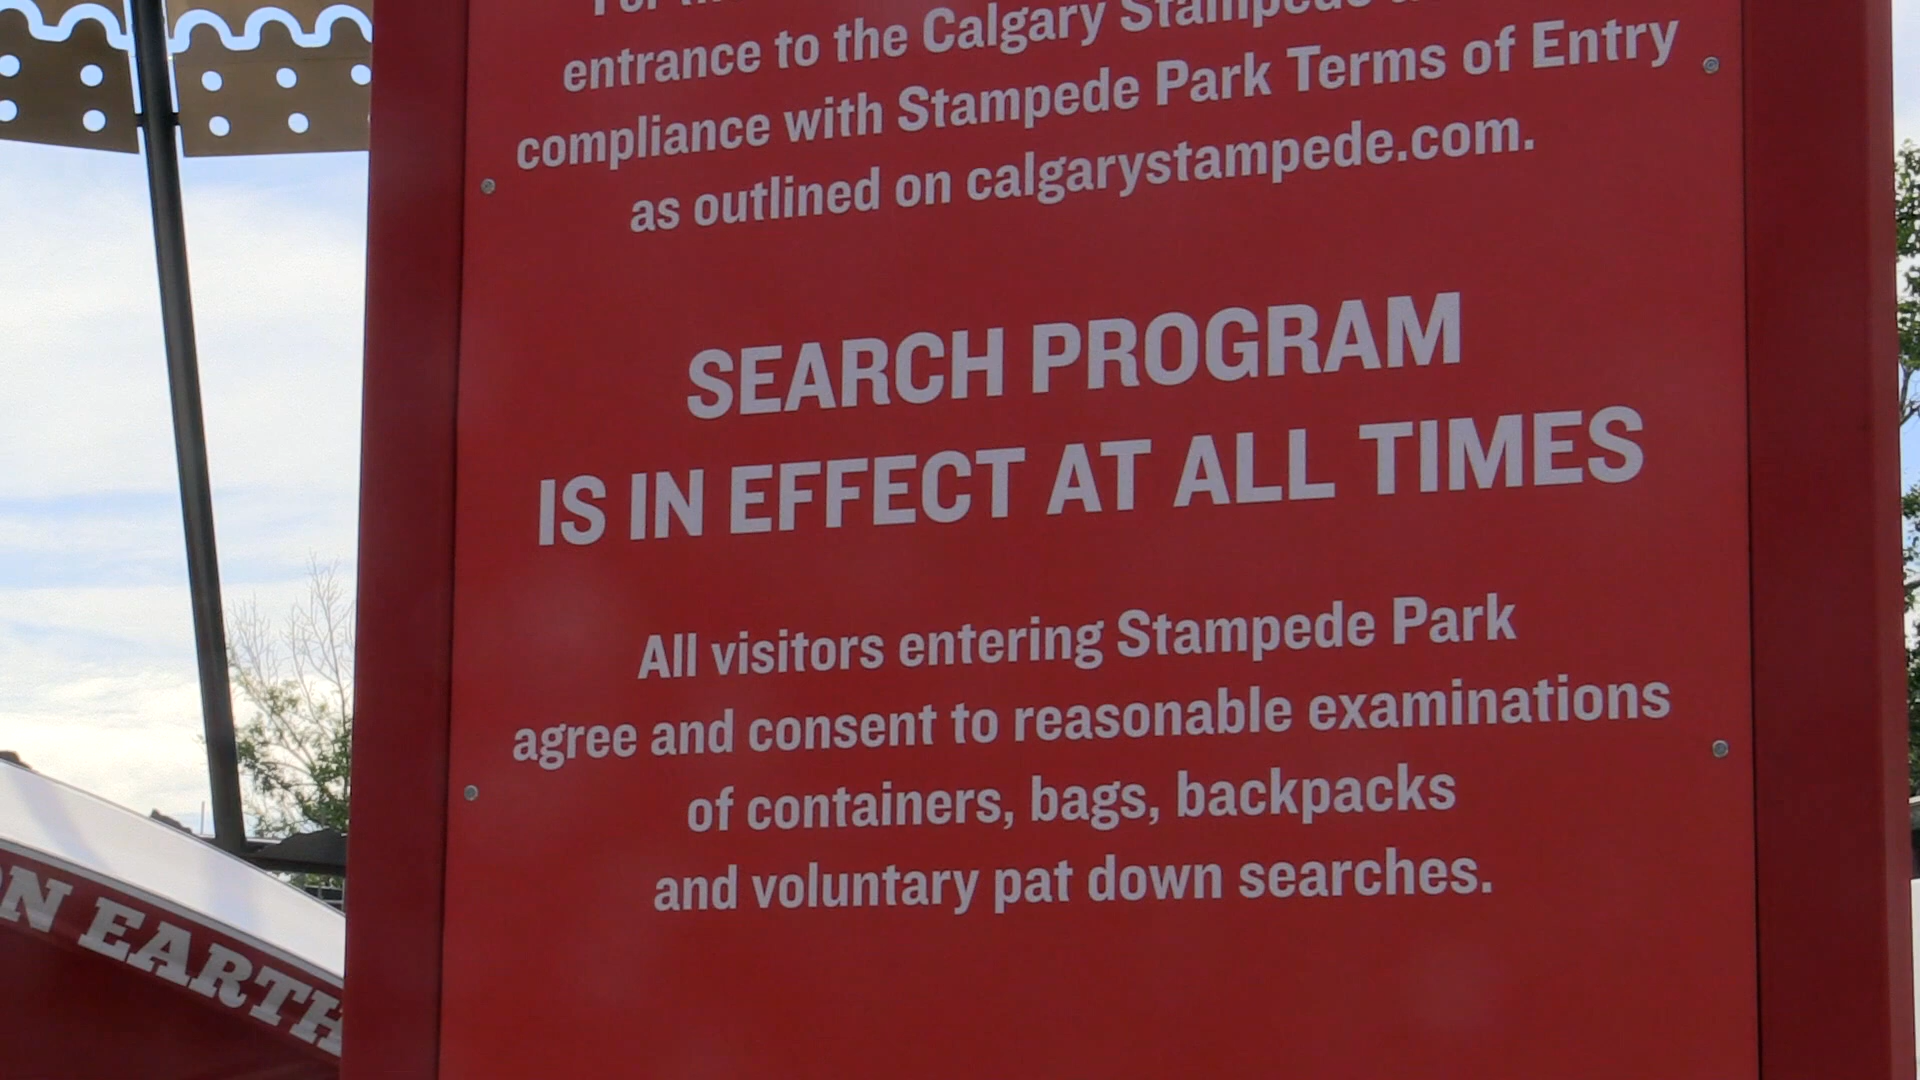 entrance to the Calgary Stampede
compliance with Stampede Park Terms of Entry
as outlined on calgarystampede.com.
SEARCH PROGRAM
IS IN EFFECT AT ALL TIMES
All visitors entering Stampede Park
agree and consent to reasonable examinations
of containers, bags, backpacks
and voluntary pat down searches.
ON EARTH